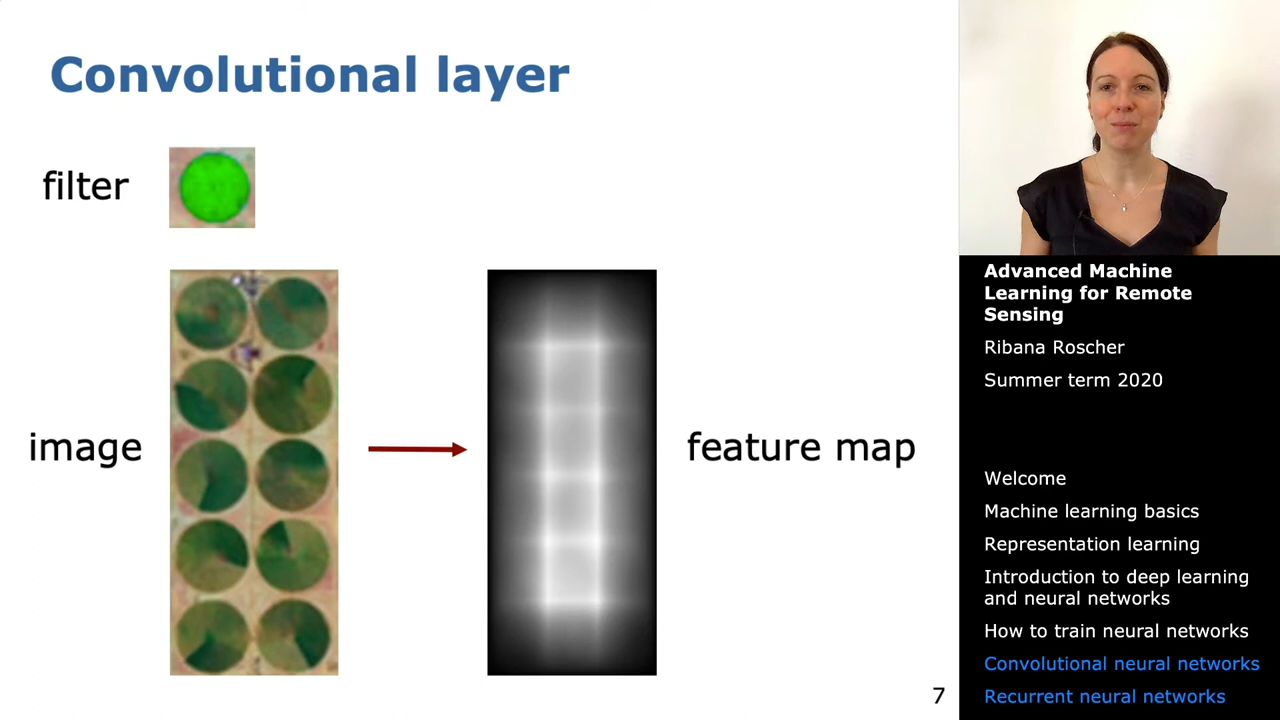 Convolutional layer
filter
image
feature map
7
Advanced Machine
Learning for Remote
Sensing
Ribana Roscher
Summer term 2020
Welcome
Machine learning basics
Representation learning
Introduction to deep learning
and neural networks
How to train neural networks
Convolutional neural networks
Recurrent neural networks